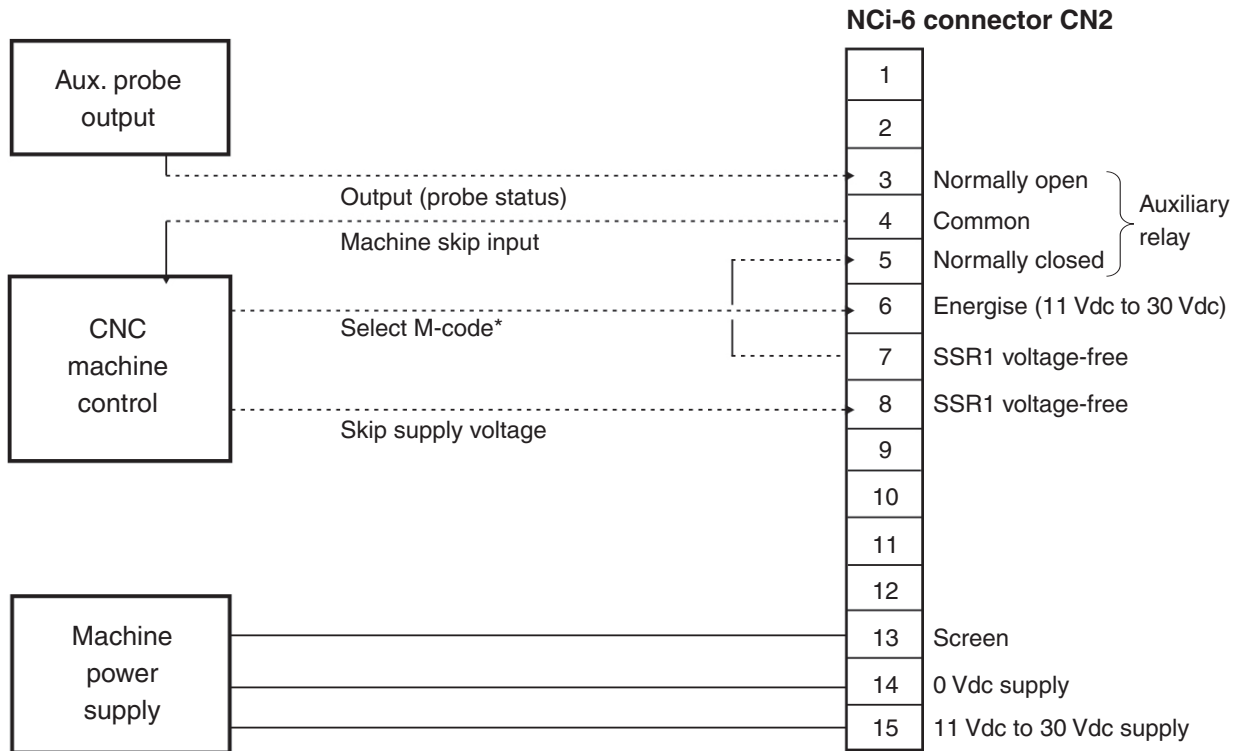 NCi-6 connector CN2
Aux. probe
output
1
2
Output (probe status)
3 Normally open
Machine skip input
4 Common
Auxiliary
relay
5 Normally closed
CNC
machine
control
Select M-code*
6 Energise (11 Vdc to 30 Vdc)
7 SSR1 voltage-free
Skip supply voltage
8 SSR1 voltage-free
9
10
11
12
Machine
power
supply
13 Screen
14 0 Vdc supply
15 11 Vdc to 30 Vdc supply